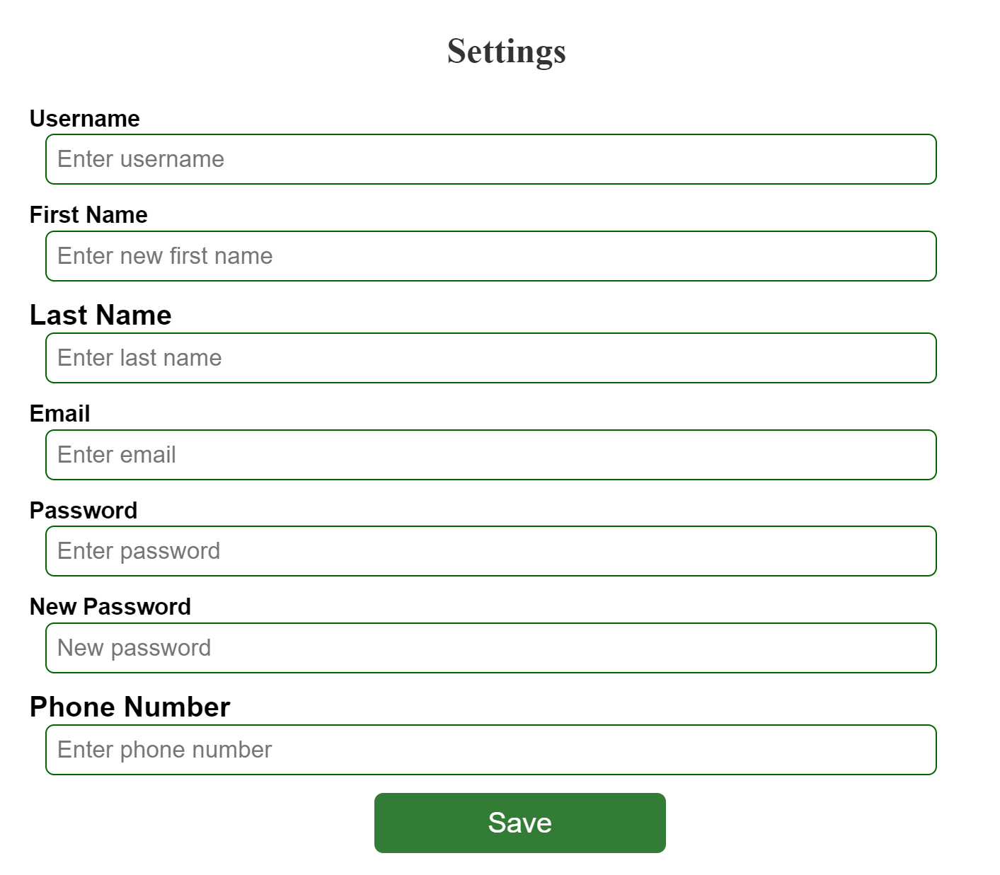 Settings
Username
Enter username
First Name
Enter new first name
Last Name
Enter last name
Email
Enter email
Password
Enter password
New Password
New password
Phone Number
Enter phone number
Save